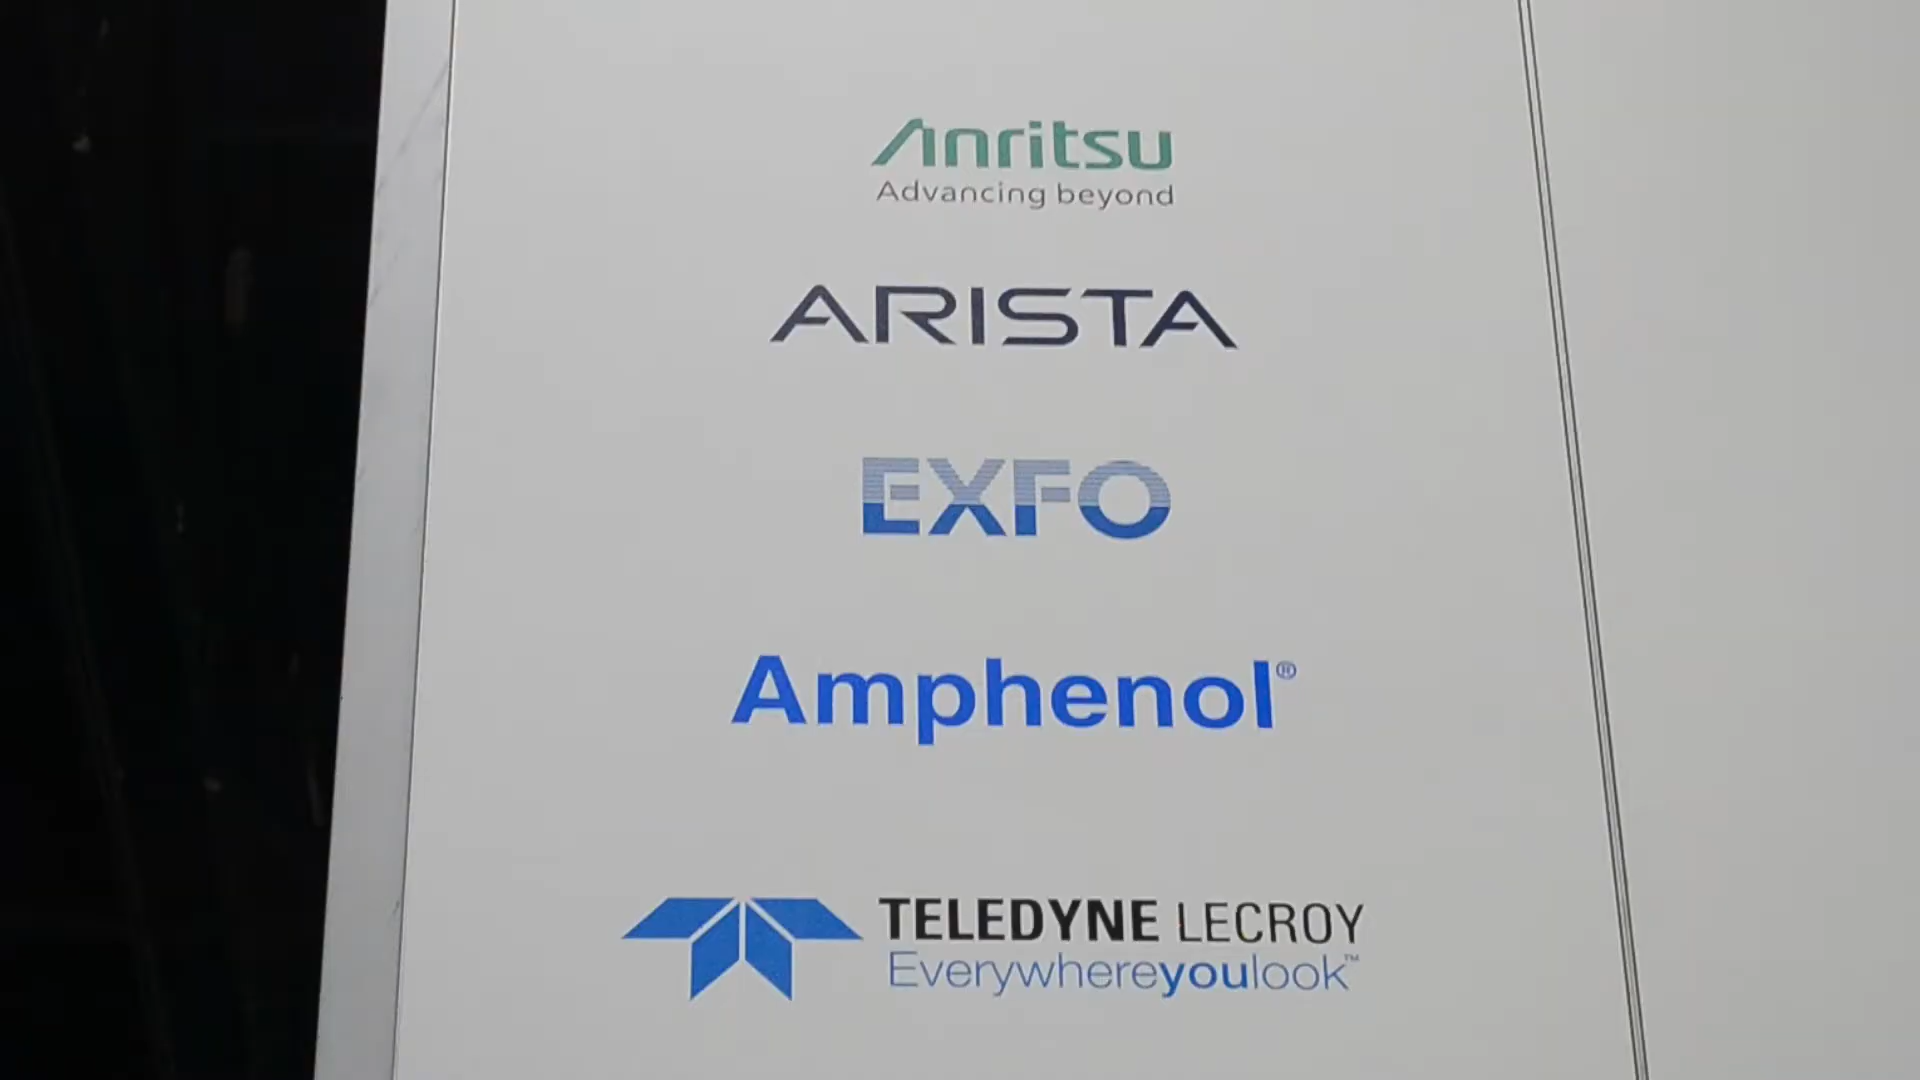 Anritsu
Advancing beyond
ARISTA
EXFO
Amphenol®
TELEDYNE LECROY
Everywhereyoulook™